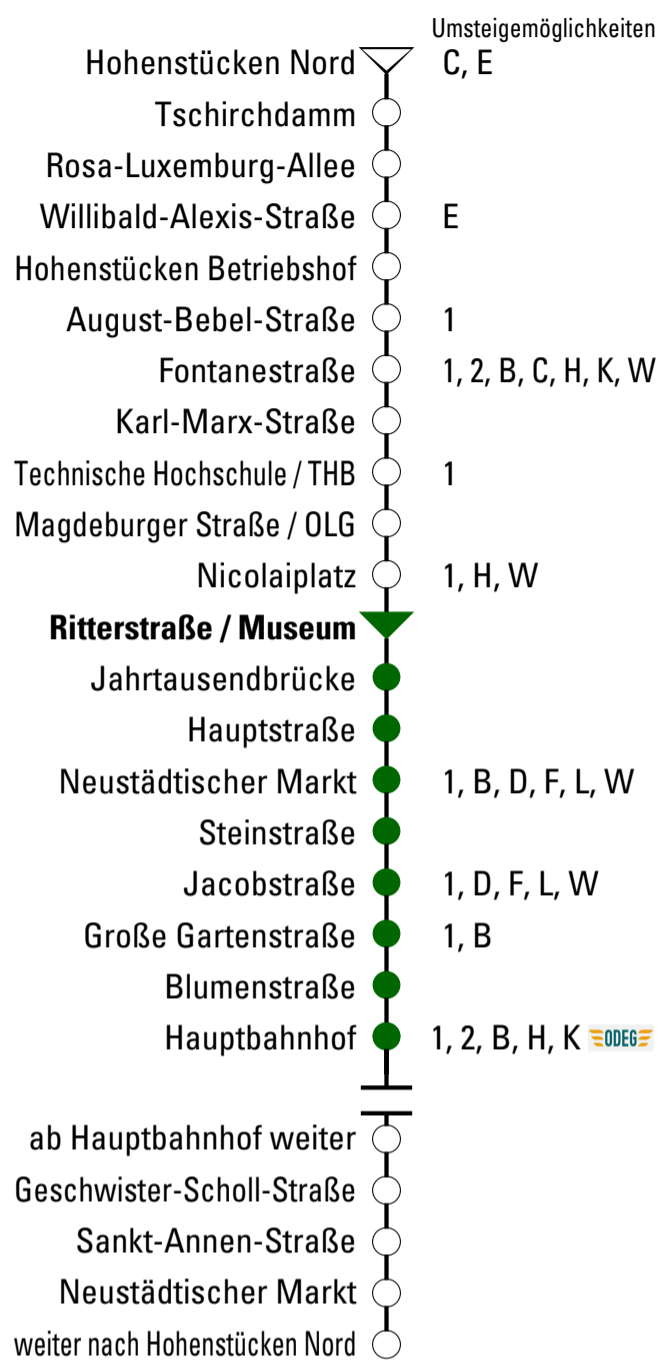 Umsteigemöglichkeiten
Hohenstücken Nord C, E
Tschirchdamm
Rosa-Luxemburg-Allee
Willibald-Alexis-Straße E
Hohenstücken Betriebshof
August-Bebel-Straße 1
Fontanestraße 1, 2, B, C, H, K, W
Karl-Marx-Straße
Technische Hochschule / THB 1
Magdeburger Straße / OLG
Nicolaiplatz 1, H, W
Ritterstraße / Museum
Jahrtausendbrücke
Hauptstraße
Neustädtischer Markt 1, B, D, F, L, W
Steinstraße
Jacobstraße 1, D, F, L, W
Große Gartenstraße 1, B
Blumenstraße
Hauptbahnhof 1, 2, B, H, K ODEG
ab Hauptbahnhof weiter
Geschwister-Scholl-Straße
Sankt-Annen-Straße
Neustädtischer Markt
weiter nach Hohenstücken Nord